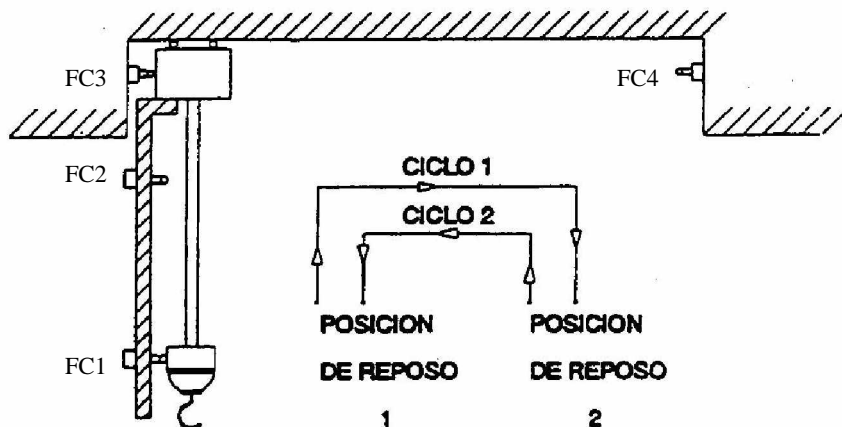 FC3
FC4
FC2
CICLO 1
CICLO 2
POSICION
DE REPOSO
1
POSICION
DE REPOSO
2
FC1